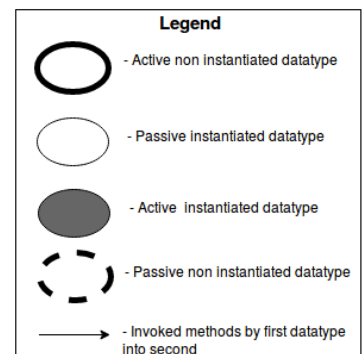 Legend
- Active non instantiated datatype
- Passive instantiated datatype
- Active instantiated datatype
- Passive non instantiated datatype
- Invoked methods by first datatype
into second